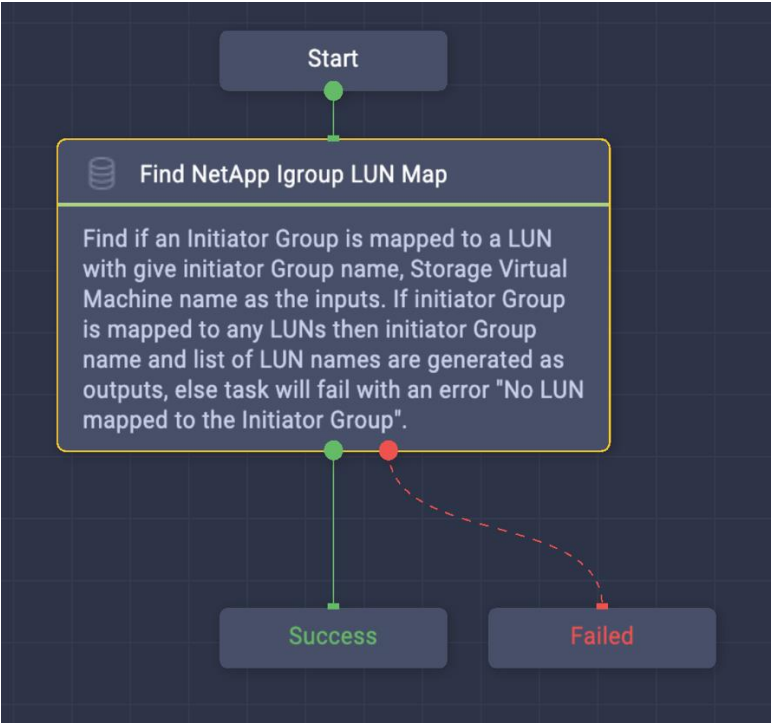 Start
Find NetApp Igroup LUN Map
Find if an Initiator Group is mapped to a LUN
with give initiator Group name, Storage Virtual
Machine name as the inputs. If initiator Group
is mapped to any LUNs then initiator Group
name and list of LUN names are generated as
outputs, else task will fail with an error "No LUN
mapped to the Initiator Group".
Success
Failed